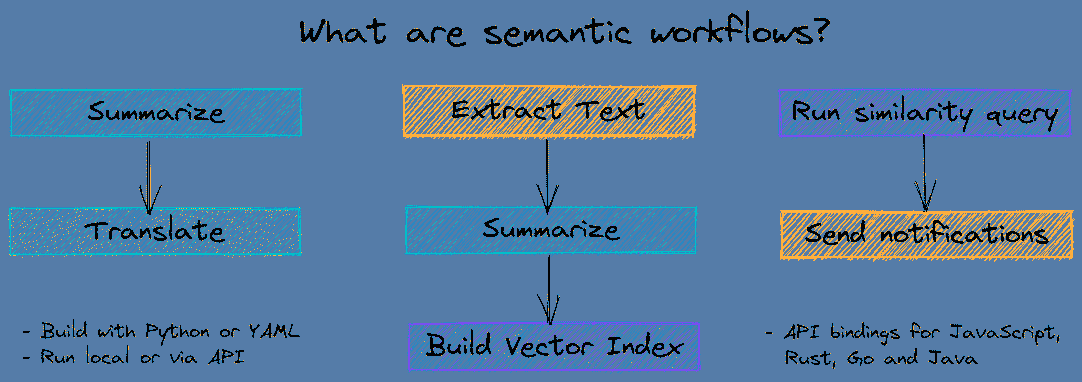 What are semantic workflows?
Summarize
Translate
- Build with Python or YAML
- Run local or via API
Extract Text
Summarize
Build Vector Index
Run similarity query
Send notifications
- API bindings for JavaScript,
Rust, Go and Java